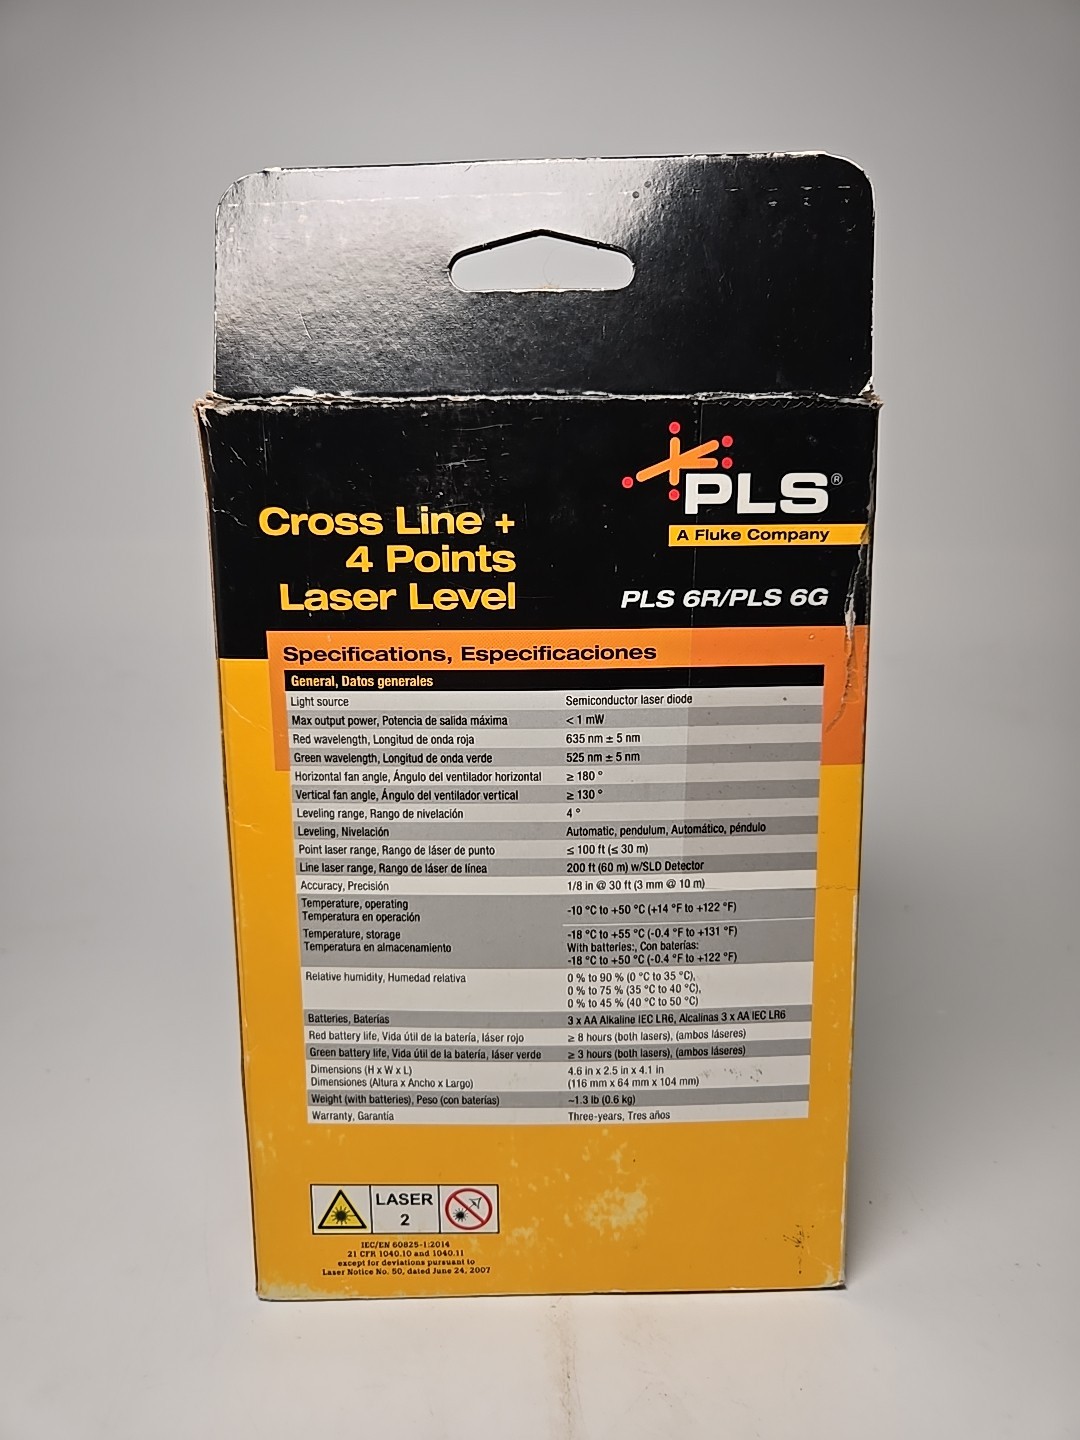 PLS®
A Fluke Company
Cross Line +
4 Points
Laser Level
PLS 6R/PLS 6G
Specifications, Especificaciones
General, Datos generales
Light source Semiconductor laser diode
Max output power, Potencia de salida máxima < 1 mW
Red wavelength, Longitud de onda roja 635 nm ± 5 nm
Green wavelength, Longitud de onda verde 525 nm ± 5 nm
Horizontal fan angle, Ángulo del ventilador horizontal ≥ 180 °
Vertical fan angle, Ángulo del ventilador vertical ≥ 130 °
Leveling range, Rango de nivelación 4 °
Leveling, Nivelación Automatic, pendulum, Automático, péndulo
Point laser range, Rango de láser de punto ≤ 100 ft (≤ 30 m)
Line laser range, Rango de láser de línea 200 ft (60 m) w/SLD Detector
Accuracy, Precisión 1/8 in @ 30 ft (3 mm @ 10 m)
Temperature, operating
Temperatura en operación -10 °C to +50 °C (+14 °F to +122 °F)
Temperature, storage -18 °C to +55 °C (-0.4 °F to +131 °F)
Temperatura en almacenamiento With batteries:, Con baterías:
-18 °C to +50 °C (-0.4 °F to +122 °F)
Relative humidity, Humedad relativa 0 % to 90 % (0 °C to 35 °C),
0 % to 75 % (35 °C to 40 °C),
0 % to 45 % (40 °C to 50 °C)
Batteries, Baterías 3 x AA Alkaline IEC LR6, Alcalinas 3 x AA IEC LR6
Red battery life, Vida útil de la batería, láser rojo ≥ 8 hours (both lasers), (ambos láseres)
Green battery life, Vida útil de la batería, láser verde ≥ 3 hours (both lasers), (ambos láseres)
Dimensions (H x W x L) 4.6 in x 2.5 in x 4.1 in
Dimensiones (Altura x Ancho x Largo) (116 mm x 64 mm x 104 mm)
Weight (with batteries), Peso (con baterías) ~1.3 lb (0.6 kg)
Warranty, Garantía Three-years, Tres años
LASER
2
IEC/EN 60825-1:2014
21 CFR 1040.10 and 1040.11
except for deviations pursuant to
Laser Notice No. 50, dated June 24, 2007